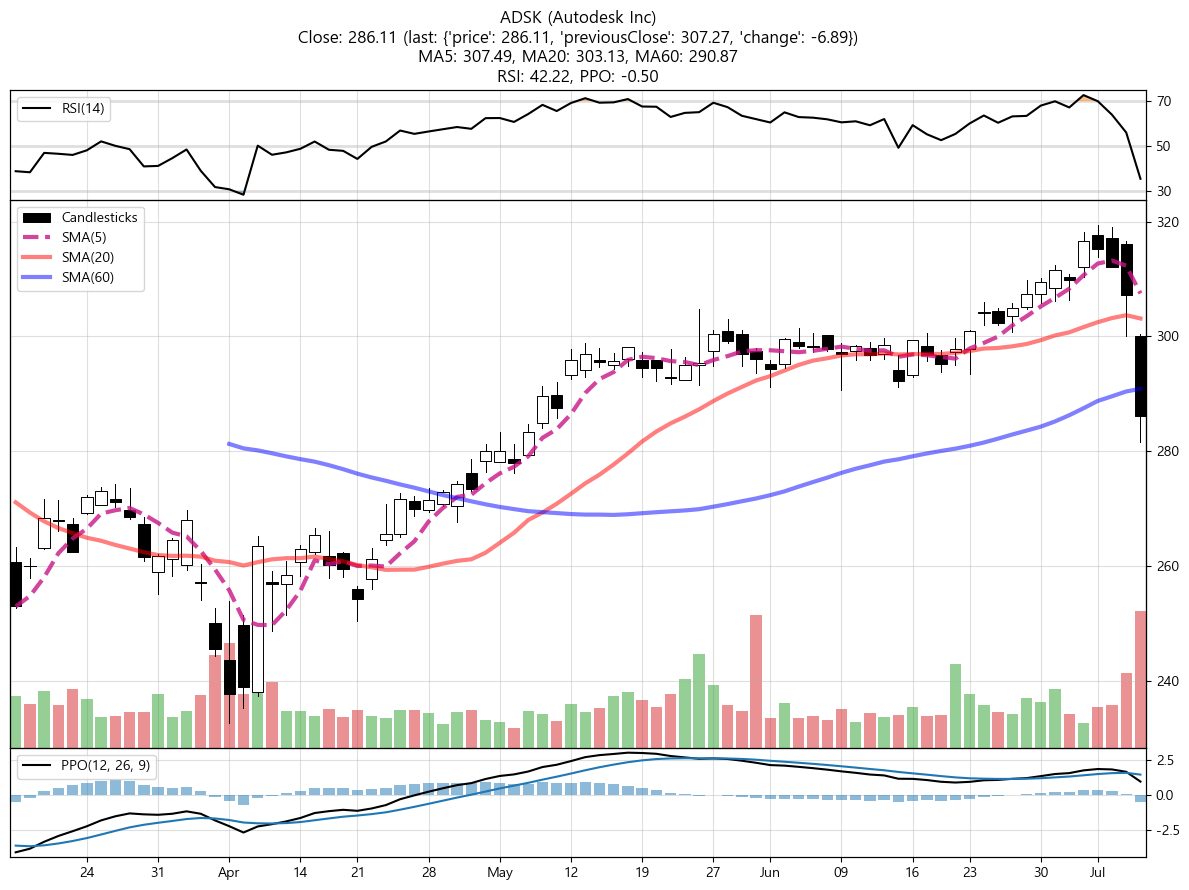 ADSK (Autodesk Inc)
Close: 286.11 (last: {'price': 286.11, 'previousClose': 307.27, 'change': -6.89})
MA5: 307.49, MA20: 303.13, MA60: 290.87
RSI: 42.22, PPO: -0.50
RSI(14)
70
50
30
Candlesticks
SMA(5)
SMA(20)
SMA(60)
320
300
280
260
240
PPO(12, 26, 9)
2.5
0.0
−2.5
24 31 Apr 14 21 28 May 12 19 27 Jun 09 16 23 30 Jul